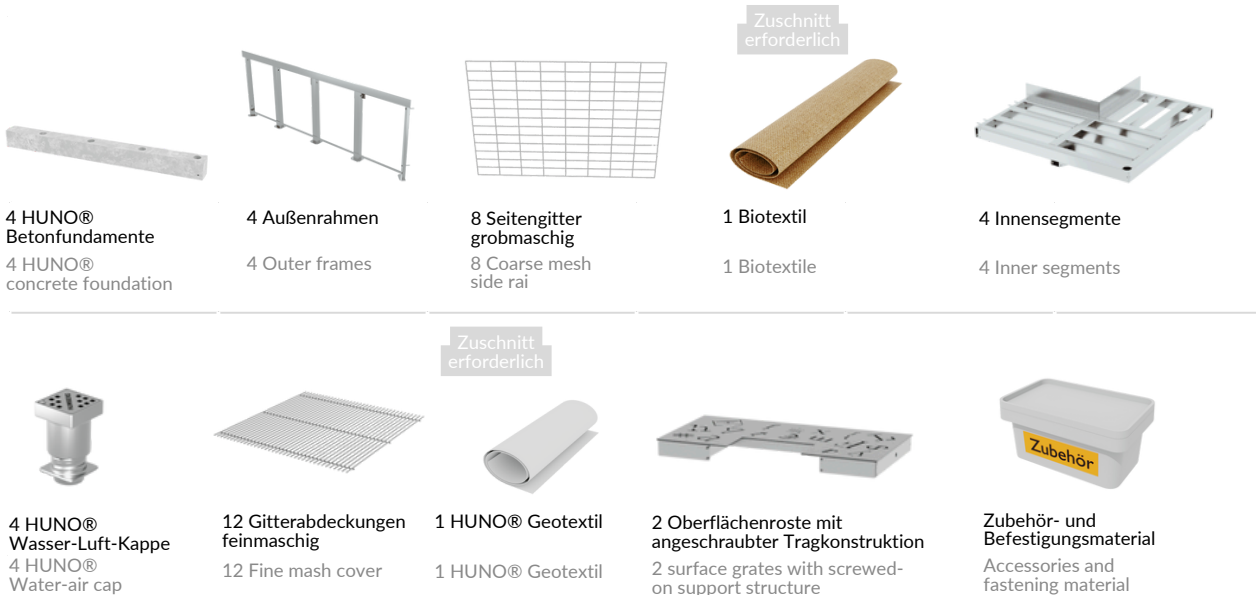 Zuschnitt
erforderlich
4 HUNO®
Betonfundamente
4 HUNO®
concrete foundation
4 Außenrahmen
4 Outer frames
8 Seitengitter
grobmaschig
8 Coarse mesh
side rai
1 Biotextil
1 Biotextile
4 Innensegmente
4 Inner segments
Zuschnitt
erforderlich
Zubehör
4 HUNO®
Wasser-Luft-Kappe
4 HUNO®
Water-air cap
12 Gitterabdeckungen
feinmaschig
12 Fine mash cover
1 HUNO® Geotextil
1 HUNO® Geotextil
2 Oberflächenroste mit
angeschraubter Tragkonstruktion
2 surface grates with screwed-
on support structure
Zubehör- und
Befestigungsmaterial
Accessories and
fastening material